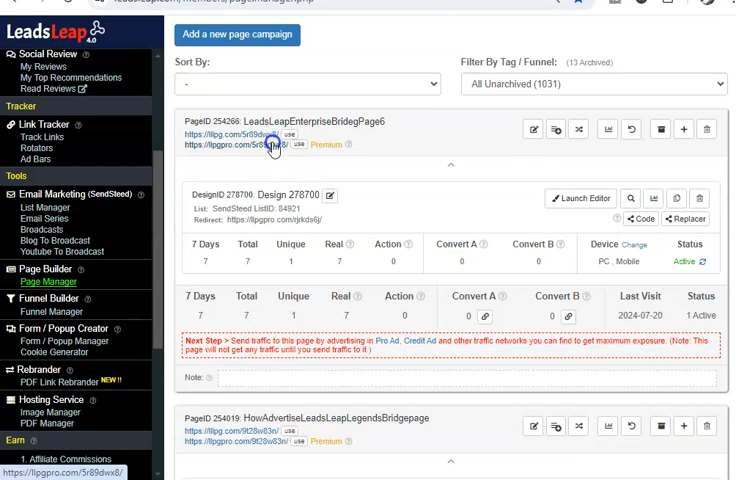 LeadsLeap
4.0
Social Review
My Reviews
My Top Recommendations
Read Reviews
Tracker
Link Tracker
Track Links
Rotators
Ad Bars
Tools
Email Marketing (SendSteed)
List Manager
Email Series
Broadcasts
Blog To Broadcast
Youtube To Broadcast
Page Builder
Page Manager
Funnel Builder
Funnel Manager
Form / Popup Creator
Form / Popup Manager
Cookie Generator
Rebrander
PDF Link Rebrander NEW !!
Hosting Service
Image Manager
PDF Manager
Earn
1. Affiliate Commissions
https://llpgpro.com/5r89dwx8/
Add a new page campaign
Sort By:
-
Filter By Tag / Funnel: (13 Archived)
All Unarchived (1031)
PageID 254266: LeadsLeapEnterpriseBridegPage6
https://llpg.com/5r89dwx8/ use
use Premium
DesignID 278700: Design 278700
List: SendSteed ListID: 84921
Redirect: https://llpgpro.com/rjrkds6j/
Launch Editor
Code Replacer
7 Days Total Unique Real Action Convert A Convert B Device Change Status
7 7 1 7 0 0 0 PC , Mobile Active
7 Days Total Unique Real Action Convert A Convert B Last Visit Status
7 7 1 7 0 0 0 2024-07-20 1 Active
Next Step > Send traffic to this page by advertising in Pro Ad, Credit Ad and other traffic networks you can find to get maximum exposure. (Note: This
page will not get any traffic until you send traffic to it.)
Note:
PageID 254019: HowAdvertiseLeadsLeapLegendsBridgepage
https://llpg.com/9t28w83n/ use
https://llpgpro.com/9t28w83n/ use Premium